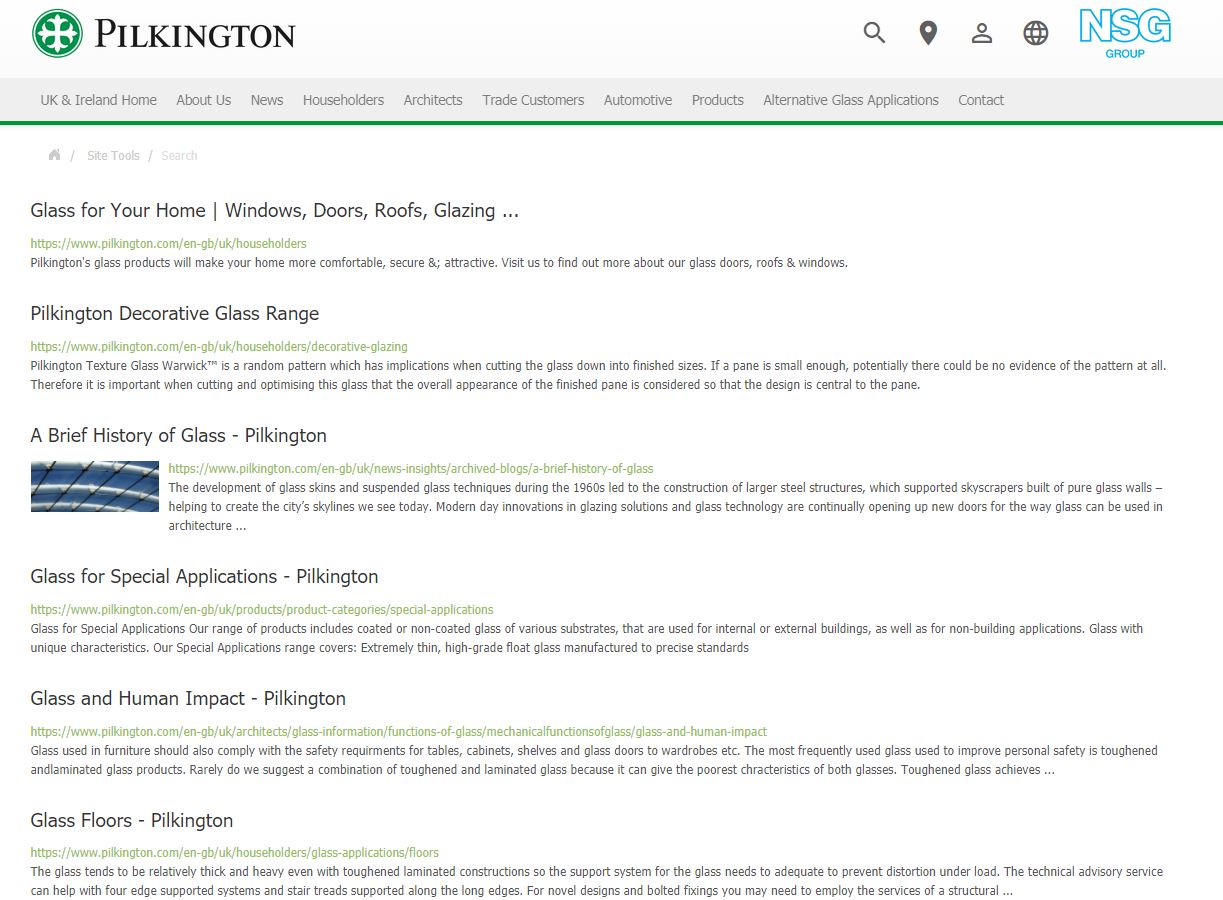 PILKINGTON
NSG
GROUP
UK & Ireland Home About Us News Householders Architects Trade Customers Automotive Products Alternative Glass Applications Contact
/ Site Tools / Search
Glass for Your Home | Windows, Doors, Roofs, Glazing ...
https://www.pilkington.com/en-gb/uk/householders
Pilkington's glass products will make your home more comfortable, secure &; attractive. Visit us to find out more about our glass doors, roofs & windows.
Pilkington Decorative Glass Range
https://www.pilkington.com/en-gb/uk/householders/decorative-glazing
Pilkington Texture Glass Warwick™ is a random pattern which has implications when cutting the glass down into finished sizes. If a pane is small enough, potentially there could be no evidence of the pattern at all.
Therefore it is important when cutting and optimising this glass that the overall appearance of the finished pane is considered so that the design is central to the pane.
A Brief History of Glass - Pilkington
https://www.pilkington.com/en-gb/uk/news-insights/archived-blogs/a-brief-history-of-glass
The development of glass skins and suspended glass techniques during the 1960s led to the construction of larger steel structures, which supported skyscrapers built of pure glass walls –
helping to create the city’s skylines we see today. Modern day innovations in glazing solutions and glass technology are continually opening up new doors for the way glass can be used in
architecture ...
Glass for Special Applications - Pilkington
https://www.pilkington.com/en-gb/uk/products/product-categories/special-applications
Glass for Special Applications Our range of products includes coated or non-coated glass of various substrates, that are used for internal or external buildings, as well as for non-building applications. Glass with
unique characteristics. Our Special Applications range covers: Extremely thin, high-grade float glass manufactured to precise standards
Glass and Human Impact - Pilkington
https://www.pilkington.com/en-gb/uk/architects/glass-information/functions-of-glass/mechanicalfunctionsofglass/glass-and-human-impact
Glass used in furniture should also comply with the safety requirments for tables, cabinets, shelves and glass doors to wardrobes etc. The most frequently used glass used to improve personal safety is toughened
andlaminated glass products. Rarely do we suggest a combination of toughened and laminated glass because it can give the poorest chracteristics of both glasses. Toughened glass achieves ...
Glass Floors - Pilkington
https://www.pilkington.com/en-gb/uk/householders/glass-applications/floors
The glass tends to be relatively thick and heavy even with toughened laminated constructions so the support system for the glass needs to adequate to prevent distortion under load. The technical advisory service
can help with four edge supported systems and stair treads supported along the long edges. For novel designs and bolted fixings you may need to employ the services of a structural ...